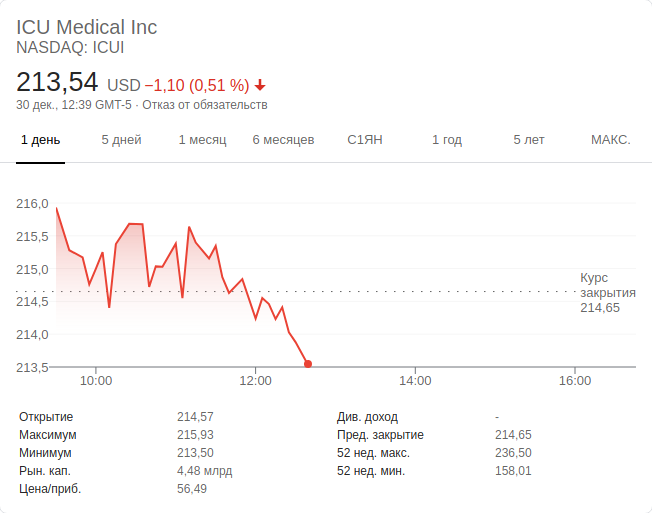 ICU Medical Inc
NASDAQ: ICUI
213,54 USD −1,10 (0,51 %)
30 дек., 12:39 GMT-5 · Отказ от обязательств
1 день 5 дней 1 месяц 6 месяцев С1ЯН 1 год 5 лет МАКС.
216,0
215,5
215,0
214,5
214,0
213,5
Курс
закрытия
214,65
10:00 12:00 14:00 16:00
Открытие 214,57 Див. доход -
Максимум 215,93 Пред. закрытие 214,65
Минимум 213,50 52 нед. макс. 236,50
Рын. кап. 4,48 млрд 52 нед. мин. 158,01
Цена/приб. 56,49